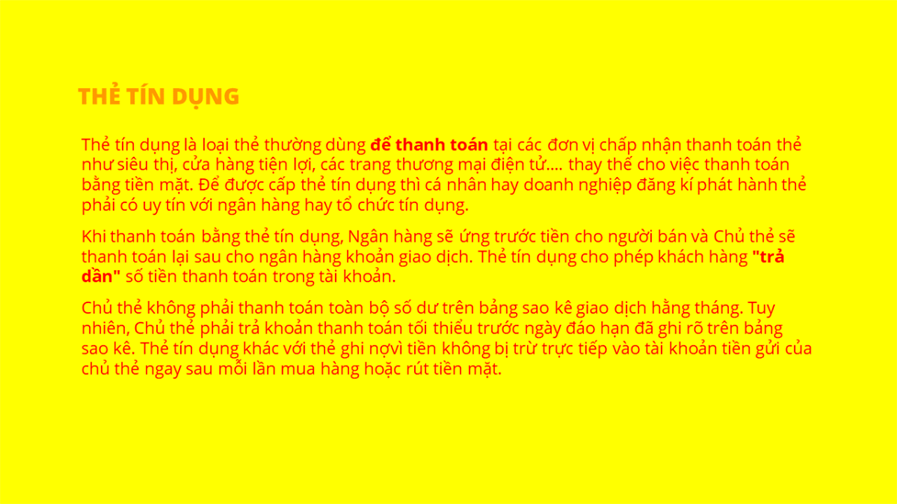 THẺ TÍN DỤNG
Thẻ tín dụng là loại thẻ thường dùng để thanh toán tại các đơn vị chấp nhận thanh toán thẻ
như siêu thị, cửa hàng tiện lợi, các trang thương mại điện tử.... thay thế cho việc thanh toán
bằng tiền mặt. Để được cấp thẻ tín dụng thì cá nhân hay doanh nghiệp đăng kí phát hành thẻ
phải có uy tín với ngân hàng hay tổ chức tín dụng.
Khi thanh toán bằng thẻ tín dụng, Ngân hàng sẽ ứng trước tiền cho người bán và Chủ thẻ sẽ
thanh toán lại sau cho ngân hàng khoản giao dịch. Thẻ tín dụng cho phép khách hàng "trả
dần" số tiền thanh toán trong tài khoản.
Chủ thẻ không phải thanh toán toàn bộ số dư trên bảng sao kê giao dịch hằng tháng. Tuy
nhiên, Chủ thẻ phải trả khoản thanh toán tối thiểu trước ngày đáo hạn đã ghi rõ trên bảng
sao kê. Thẻ tín dụng khác với thẻ ghi nợvì tiền không bị trừ trực tiếp vào tài khoản tiền gửi của
chủ thẻ ngay sau mỗi lần mua hàng hoặc rút tiền mặt.